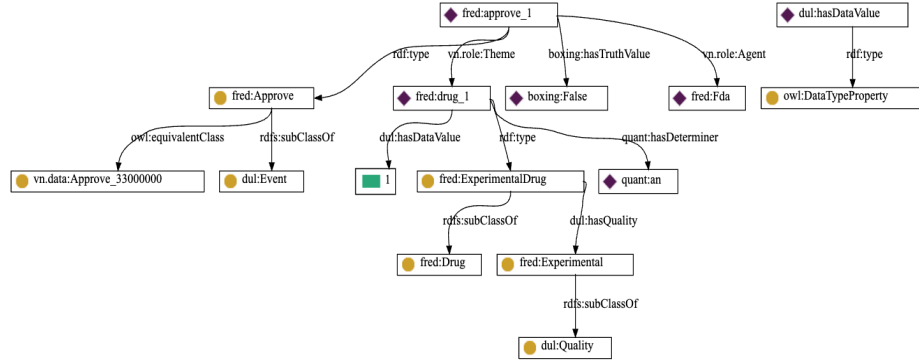 fred:approve_1
dul:hasDataValue
rdf:type
vn.role:Theme
boxing:hasTruthValue
vn.role:Agent
rdf:type
fred:Approve
fred:drug_1
boxing:False
fred:Fda
owl:DataTypeProperty
owl:equivalentClass
rdfs:subClassOf
dul:hasDataValue
rdf:type
quant:hasDeterminer
vn.data:Approve_33000000
dul:Event
1
fred:ExperimentalDrug
quant:an
rdfs:subClassOf
dul:hasQuality
fred:Drug
fred:Experimental
rdfs:subClassOf
dul:Quality